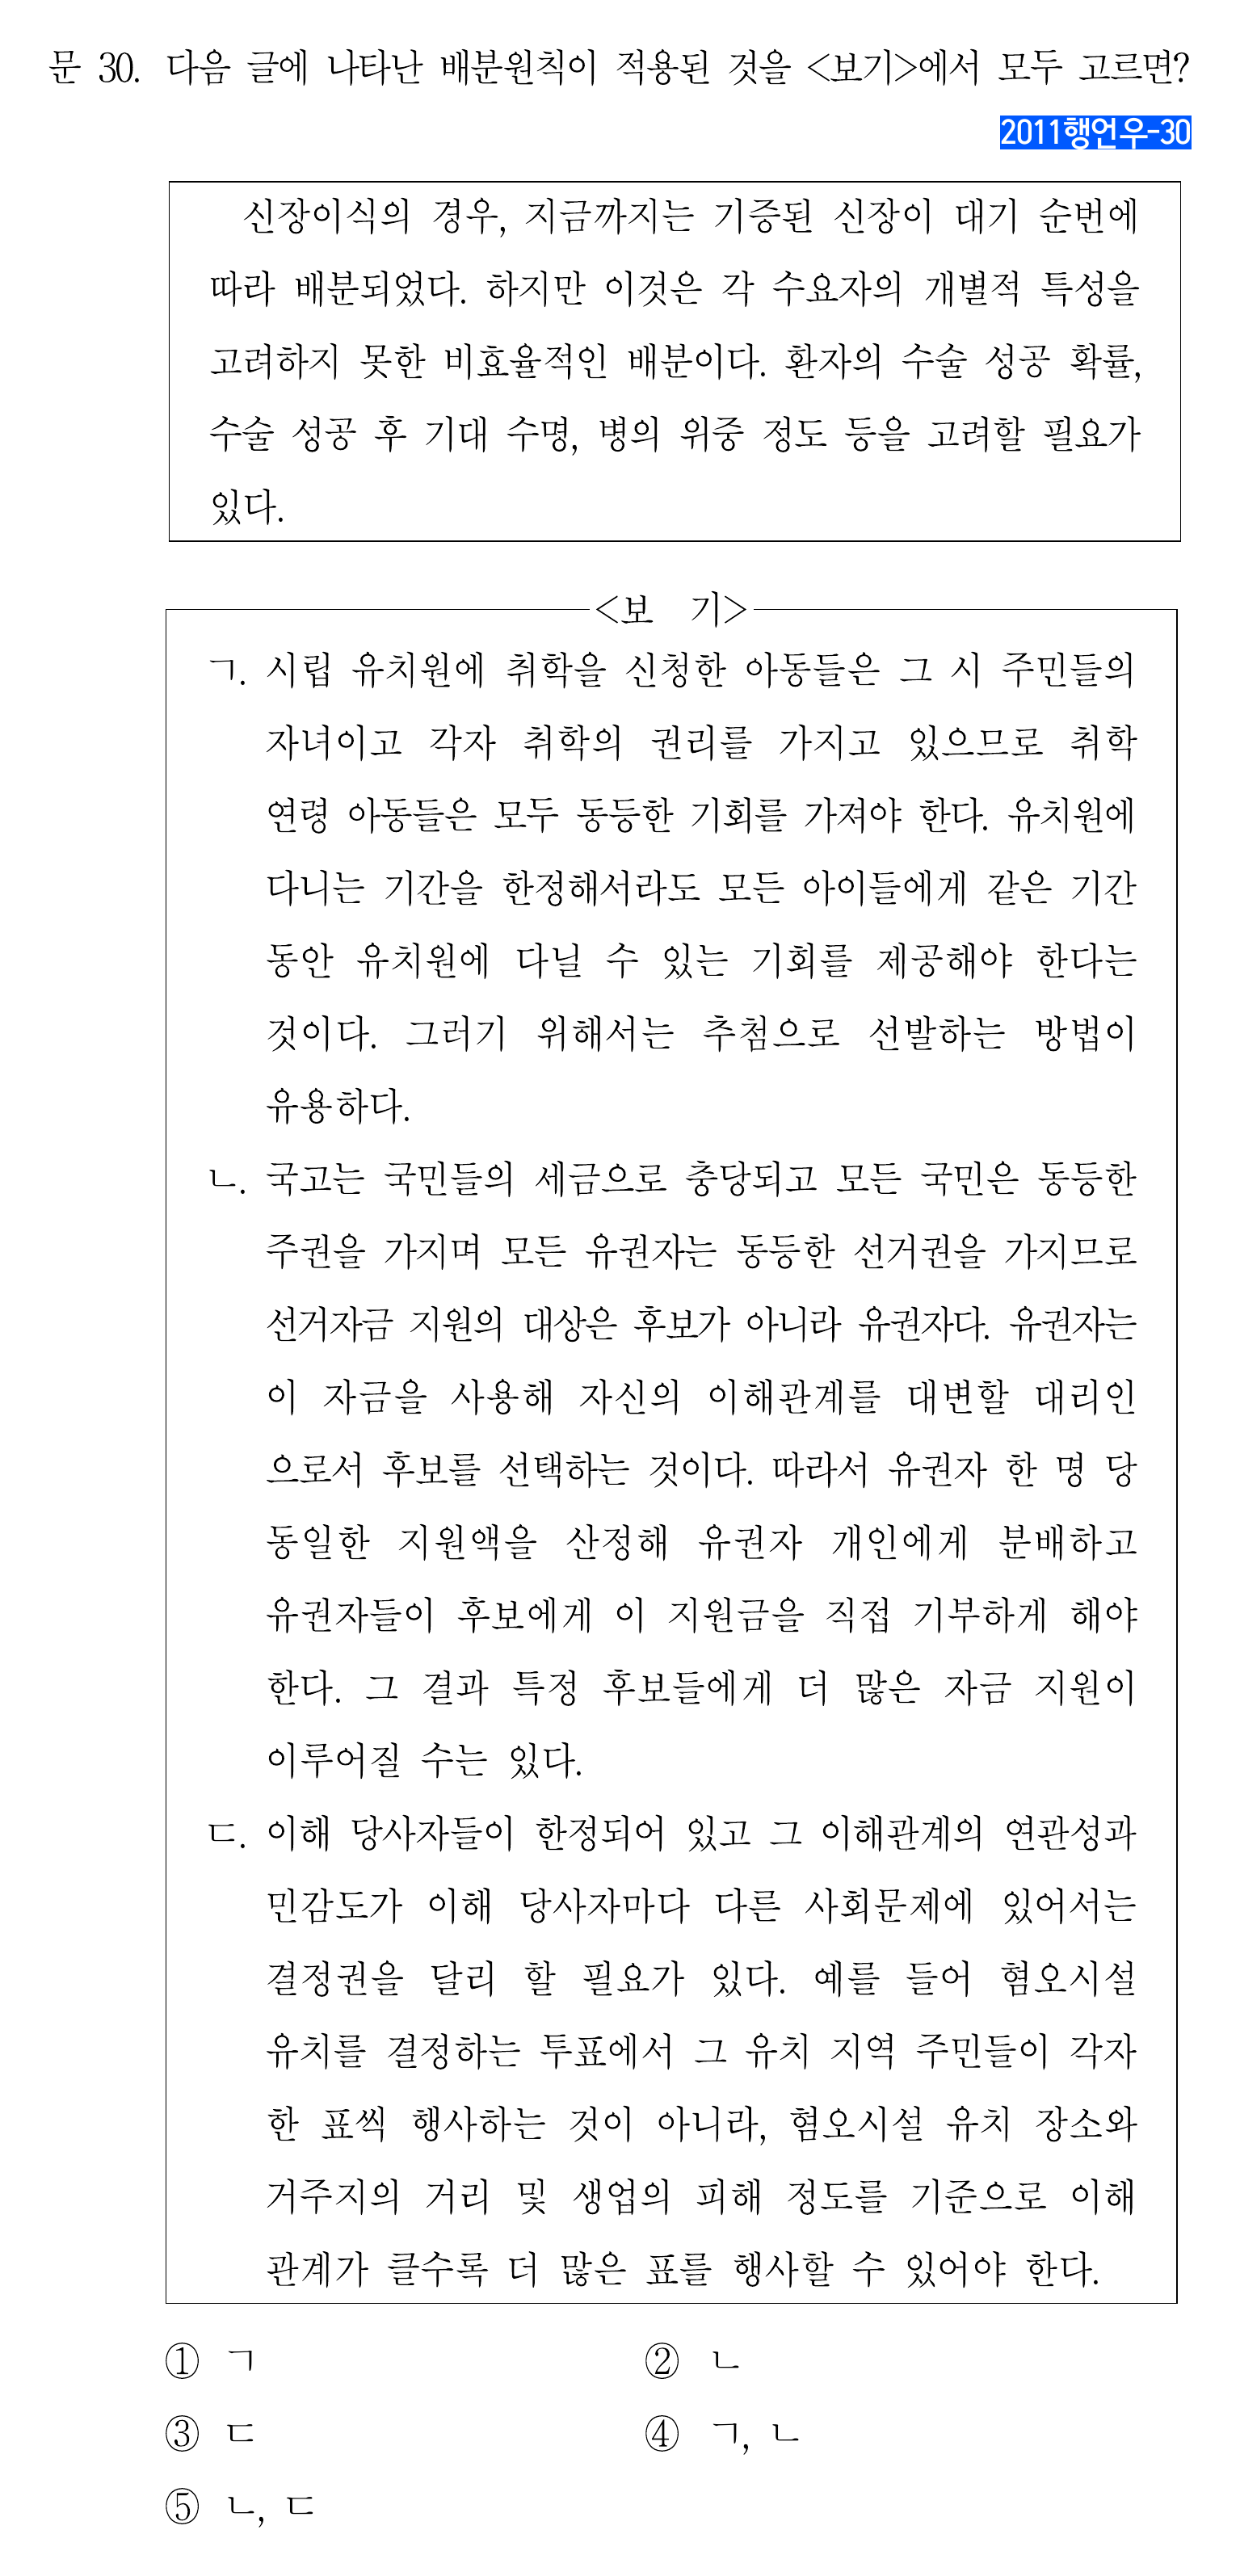 문 30. 다음 글에 나타난 배분원칙이 적용된 것을 <보기>에서 모두 고르면?
2011행언우-30
신장이식의 경우, 지금까지는 기증된 신장이 대기 순번에
따라 배분되었다. 하지만 이것은 각 수요자의 개별적 특성을
고려하지 못한 비효율적인 배분이다. 환자의 수술 성공 확률,
수술 성공 후 기대 수명, 병의 위중 정도 등을 고려할 필요가
있다.
<보 기>
ㄱ. 시립 유치원에 취학을 신청한 아동들은 그 시 주민들의
자녀이고 각자 취학의 권리를 가지고 있으므로 취학
연령 아동들은 모두 동등한 기회를 가져야 한다. 유치원에
다니는 기간을 한정해서라도 모든 아이들에게 같은 기간
동안 유치원에 다닐 수 있는 기회를 제공해야 한다는
것이다. 그러기 위해서는 추첨으로 선발하는 방법이
유용하다.
ㄴ. 국고는 국민들의 세금으로 충당되고 모든 국민은 동등한
주권을 가지며 모든 유권자는 동등한 선거권을 가지므로
선거자금 지원의 대상은 후보가 아니라 유권자다. 유권자는
이 자금을 사용해 자신의 이해관계를 대변할 대리인
으로서 후보를 선택하는 것이다. 따라서 유권자 한 명 당
동일한 지원액을 산정해 유권자 개인에게 분배하고
유권자들이 후보에게 이 지원금을 직접 기부하게 해야
한다. 그 결과 특정 후보들에게 더 많은 자금 지원이
이루어질 수는 있다.
ㄷ. 이해 당사자들이 한정되어 있고 그 이해관계의 연관성과
민감도가 이해 당사자마다 다른 사회문제에 있어서는
결정권을 달리 할 필요가 있다. 예를 들어 혐오시설
유치를 결정하는 투표에서 그 유치 지역 주민들이 각자
한 표씩 행사하는 것이 아니라, 혐오시설 유치 장소와
거주지의 거리 및 생업의 피해 정도를 기준으로 이해
관계가 클수록 더 많은 표를 행사할 수 있어야 한다.
① ㄱ ② ㄴ
③ ㄷ ④ ㄱ, ㄴ
⑤ ㄴ, ㄷ